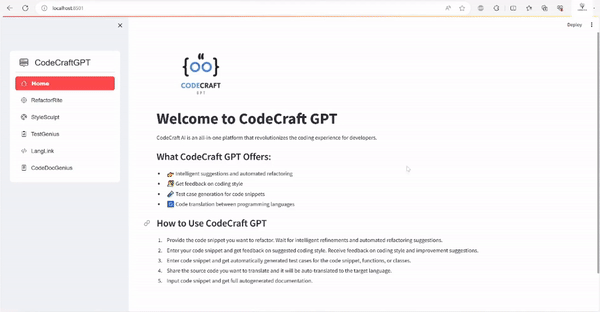 localhost:8501
Deploy
CodeCraftGPT
Home
RefactorRite
StyleSculpt
TestGenius
LangLink
CodeDocGenius
CODECRAFT
GPT
Welcome to CodeCraft GPT
CodeCraft AI is an all-in-one platform that revolutionizes the coding experience for developers.
What CodeCraft GPT Offers:
Intelligent suggestions and automated refactoring
Get feedback on coding style
Test case generation for code snippets
Code translation between programming languages
How to Use CodeCraft GPT
1. Provide the code snippet you want to refactor. Wait for intelligent refinements and automated refactoring suggestions.
2. Enter your code snippet and get feedback on suggested coding style. Receive feedback on coding style and improvement suggestions.
3. Enter code snippet and get automatically generated test cases for the code snippet, functions, or classes.
4. Share the source code you want to translate and it will be auto translated to the target language.
5. Input code snippet and get full autogenerated documentation.